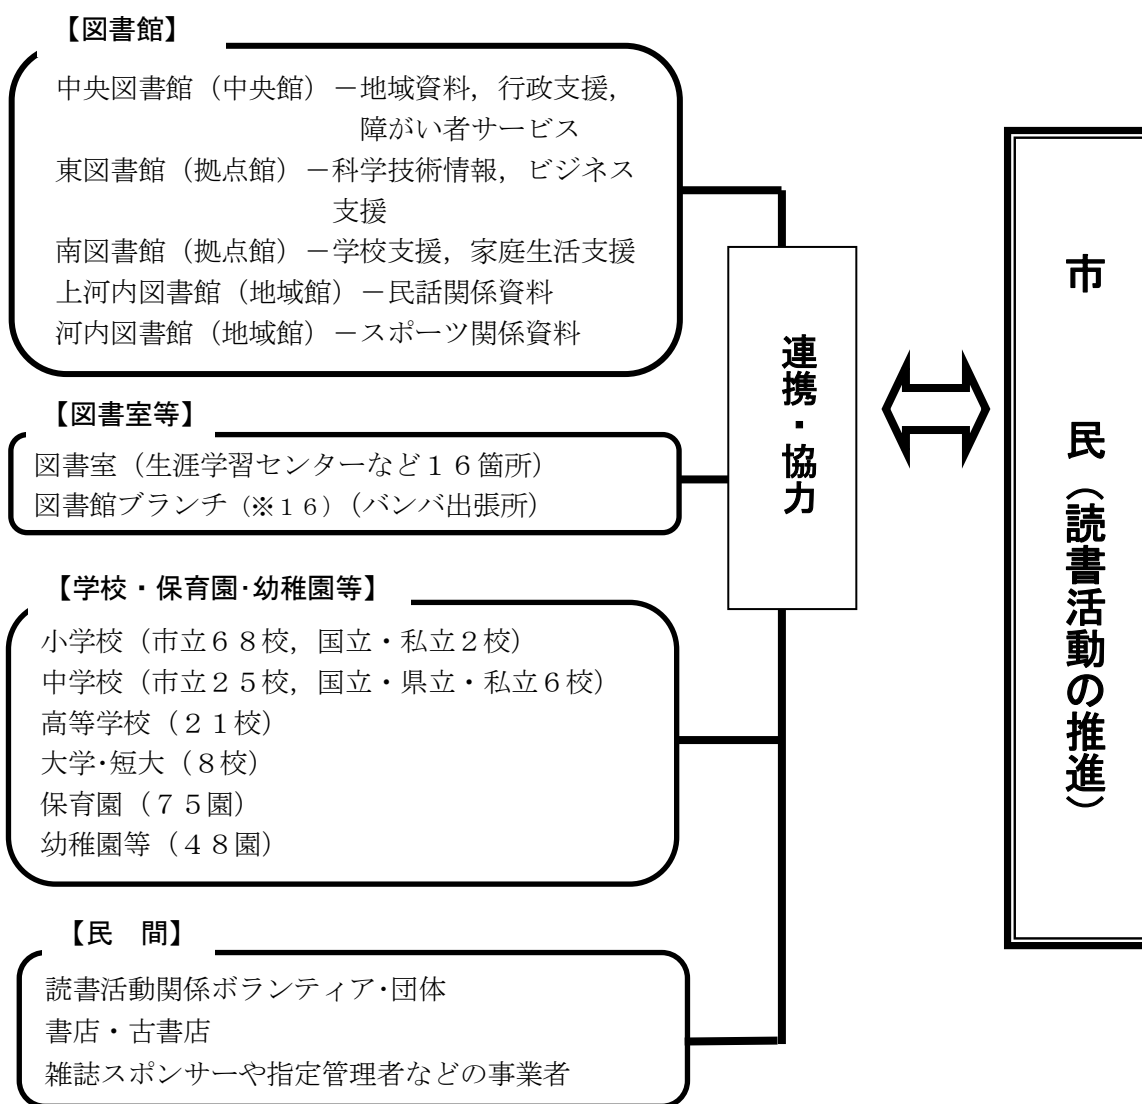 【図書館】
中央図書館（中央館）－地域資料，行政支援，
障がい者サービス
東図書館（拠点館）－科学技術情報，ビジネス
支援
南図書館（拠点館）－学校支援，家庭生活支援
上河内図書館（地域館）－民話関係資料
河内図書館（地域館）－スポーツ関係資料
【図書室等】
図書室（生涯学習センターなど１６箇所）
図書館ブランチ（※１６）（バンバ出張所）
【学校・保育園･幼稚園等】
小学校（市立６８校，国立・私立２校）
中学校（市立２５校，国立・県立・私立６校）
高等学校（２１校）
大学･短大（８校）
保育園（７５園）
幼稚園等（４８園）
【民　間】
読書活動関係ボランティア･団体
書店・古書店
雑誌スポンサーや指定管理者などの事業者
連携・協力
市　民（読書活動の推進）